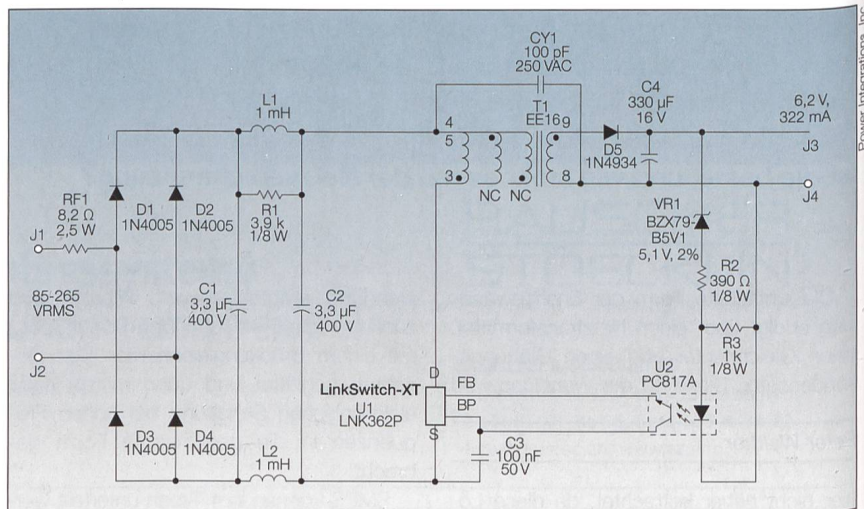 CY1
100 pF
250 VAC
C4
330 µF
16 V
6,2 V,
322 mA
L1
1 mH
T1
EE16
4
5
3
9
8
NC
NC
D5
1N4934
J3
J4
RF1
8,2 Ω
2,5 W
D1
1N4005
D2
1N4005
R1
3,9 k
1/8 W
VR1
BZX79-
B5V1
5,1 V, 2%
J1
85-265
VRMS
J2
C1
3,3 µF
400 V
C2
3,3 µF
400 V
R2
390 Ω
1/8 W
R3
1 k
1/8 W
D
FB
BP
S
LinkSwitch-XT
U1
LNK362P
U2
PC817A
D3
1N4005
D4
1N4005
L2
1 mH
C3
100 nF
50 V
Power Integrations, Inc.